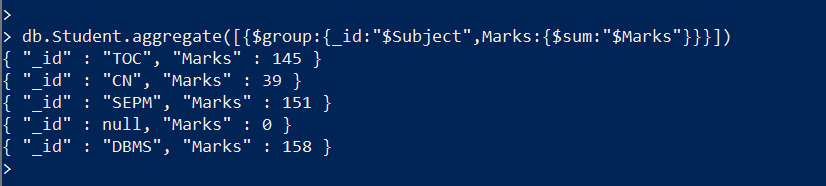 >
> db.Student.aggregate([{$group:{_id:"$Subject",Marks:{$sum:"$Marks"}}}])
{ "_id" : "TOC", "Marks" : 145 }
{ "_id" : "CN", "Marks" : 39 }
{ "_id" : "SEPM", "Marks" : 151 }
{ "_id" : null, "Marks" : 0 }
{ "_id" : "DBMS", "Marks" : 158 }
>